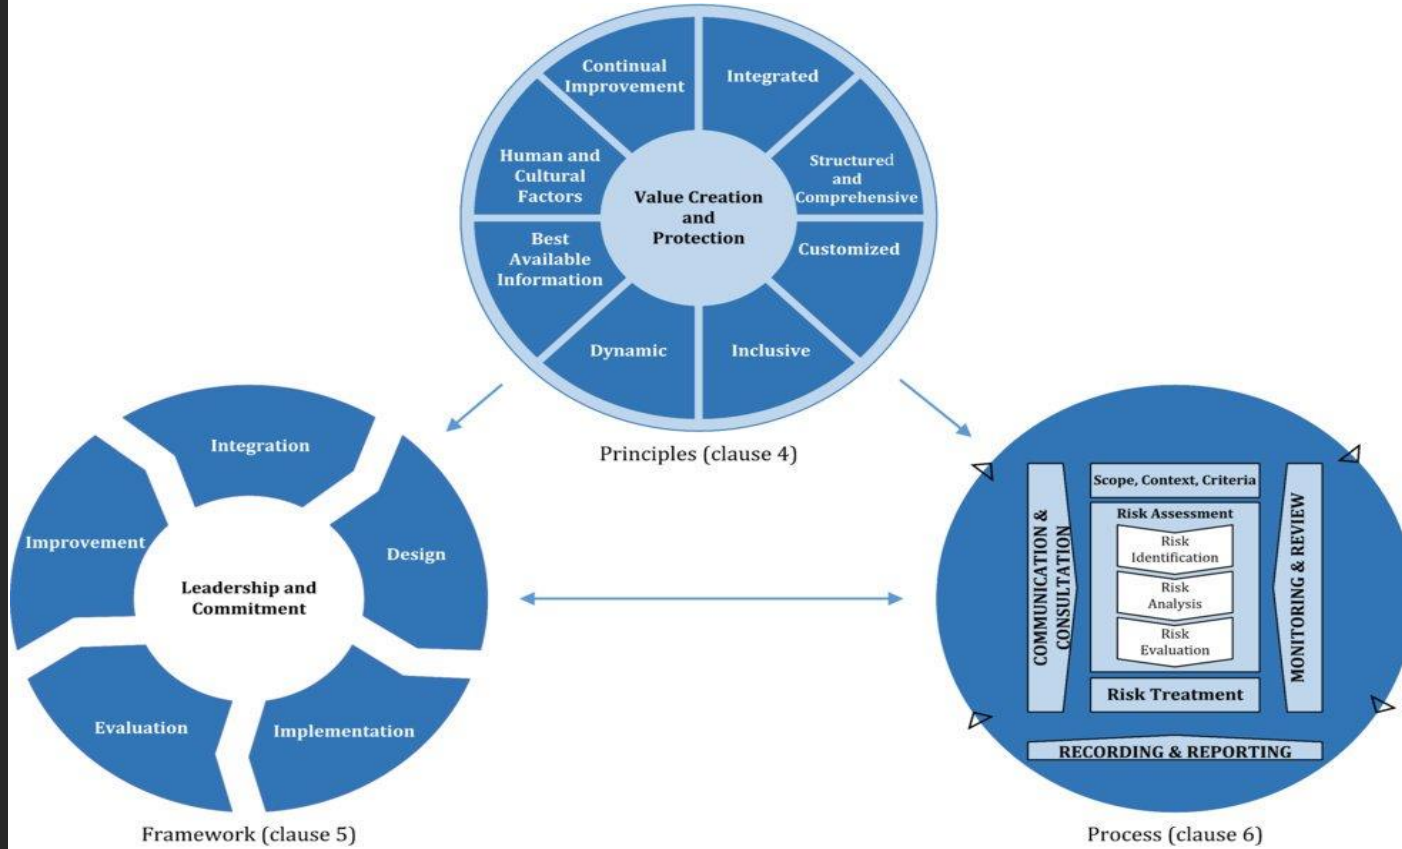 Continual
Improvement
Integrated
Structured
and
Comprehensive
Customized
Inclusive
Dynamic
Best
Available
Information
Human and
Cultural
Factors
Value Creation
and
Protection
Principles (clause 4)
Integration
Design
Implementation
Evaluation
Improvement
Leadership and
Commitment
Framework (clause 5)
Scope, Context, Criteria
Risk Assessment
Risk
Identification
Risk
Analysis
Risk
Evaluation
Risk Treatment
COMMUNICATION &
CONSULTATION
MONITORING & REVIEW
RECORDING & REPORTING
Process (clause 6)